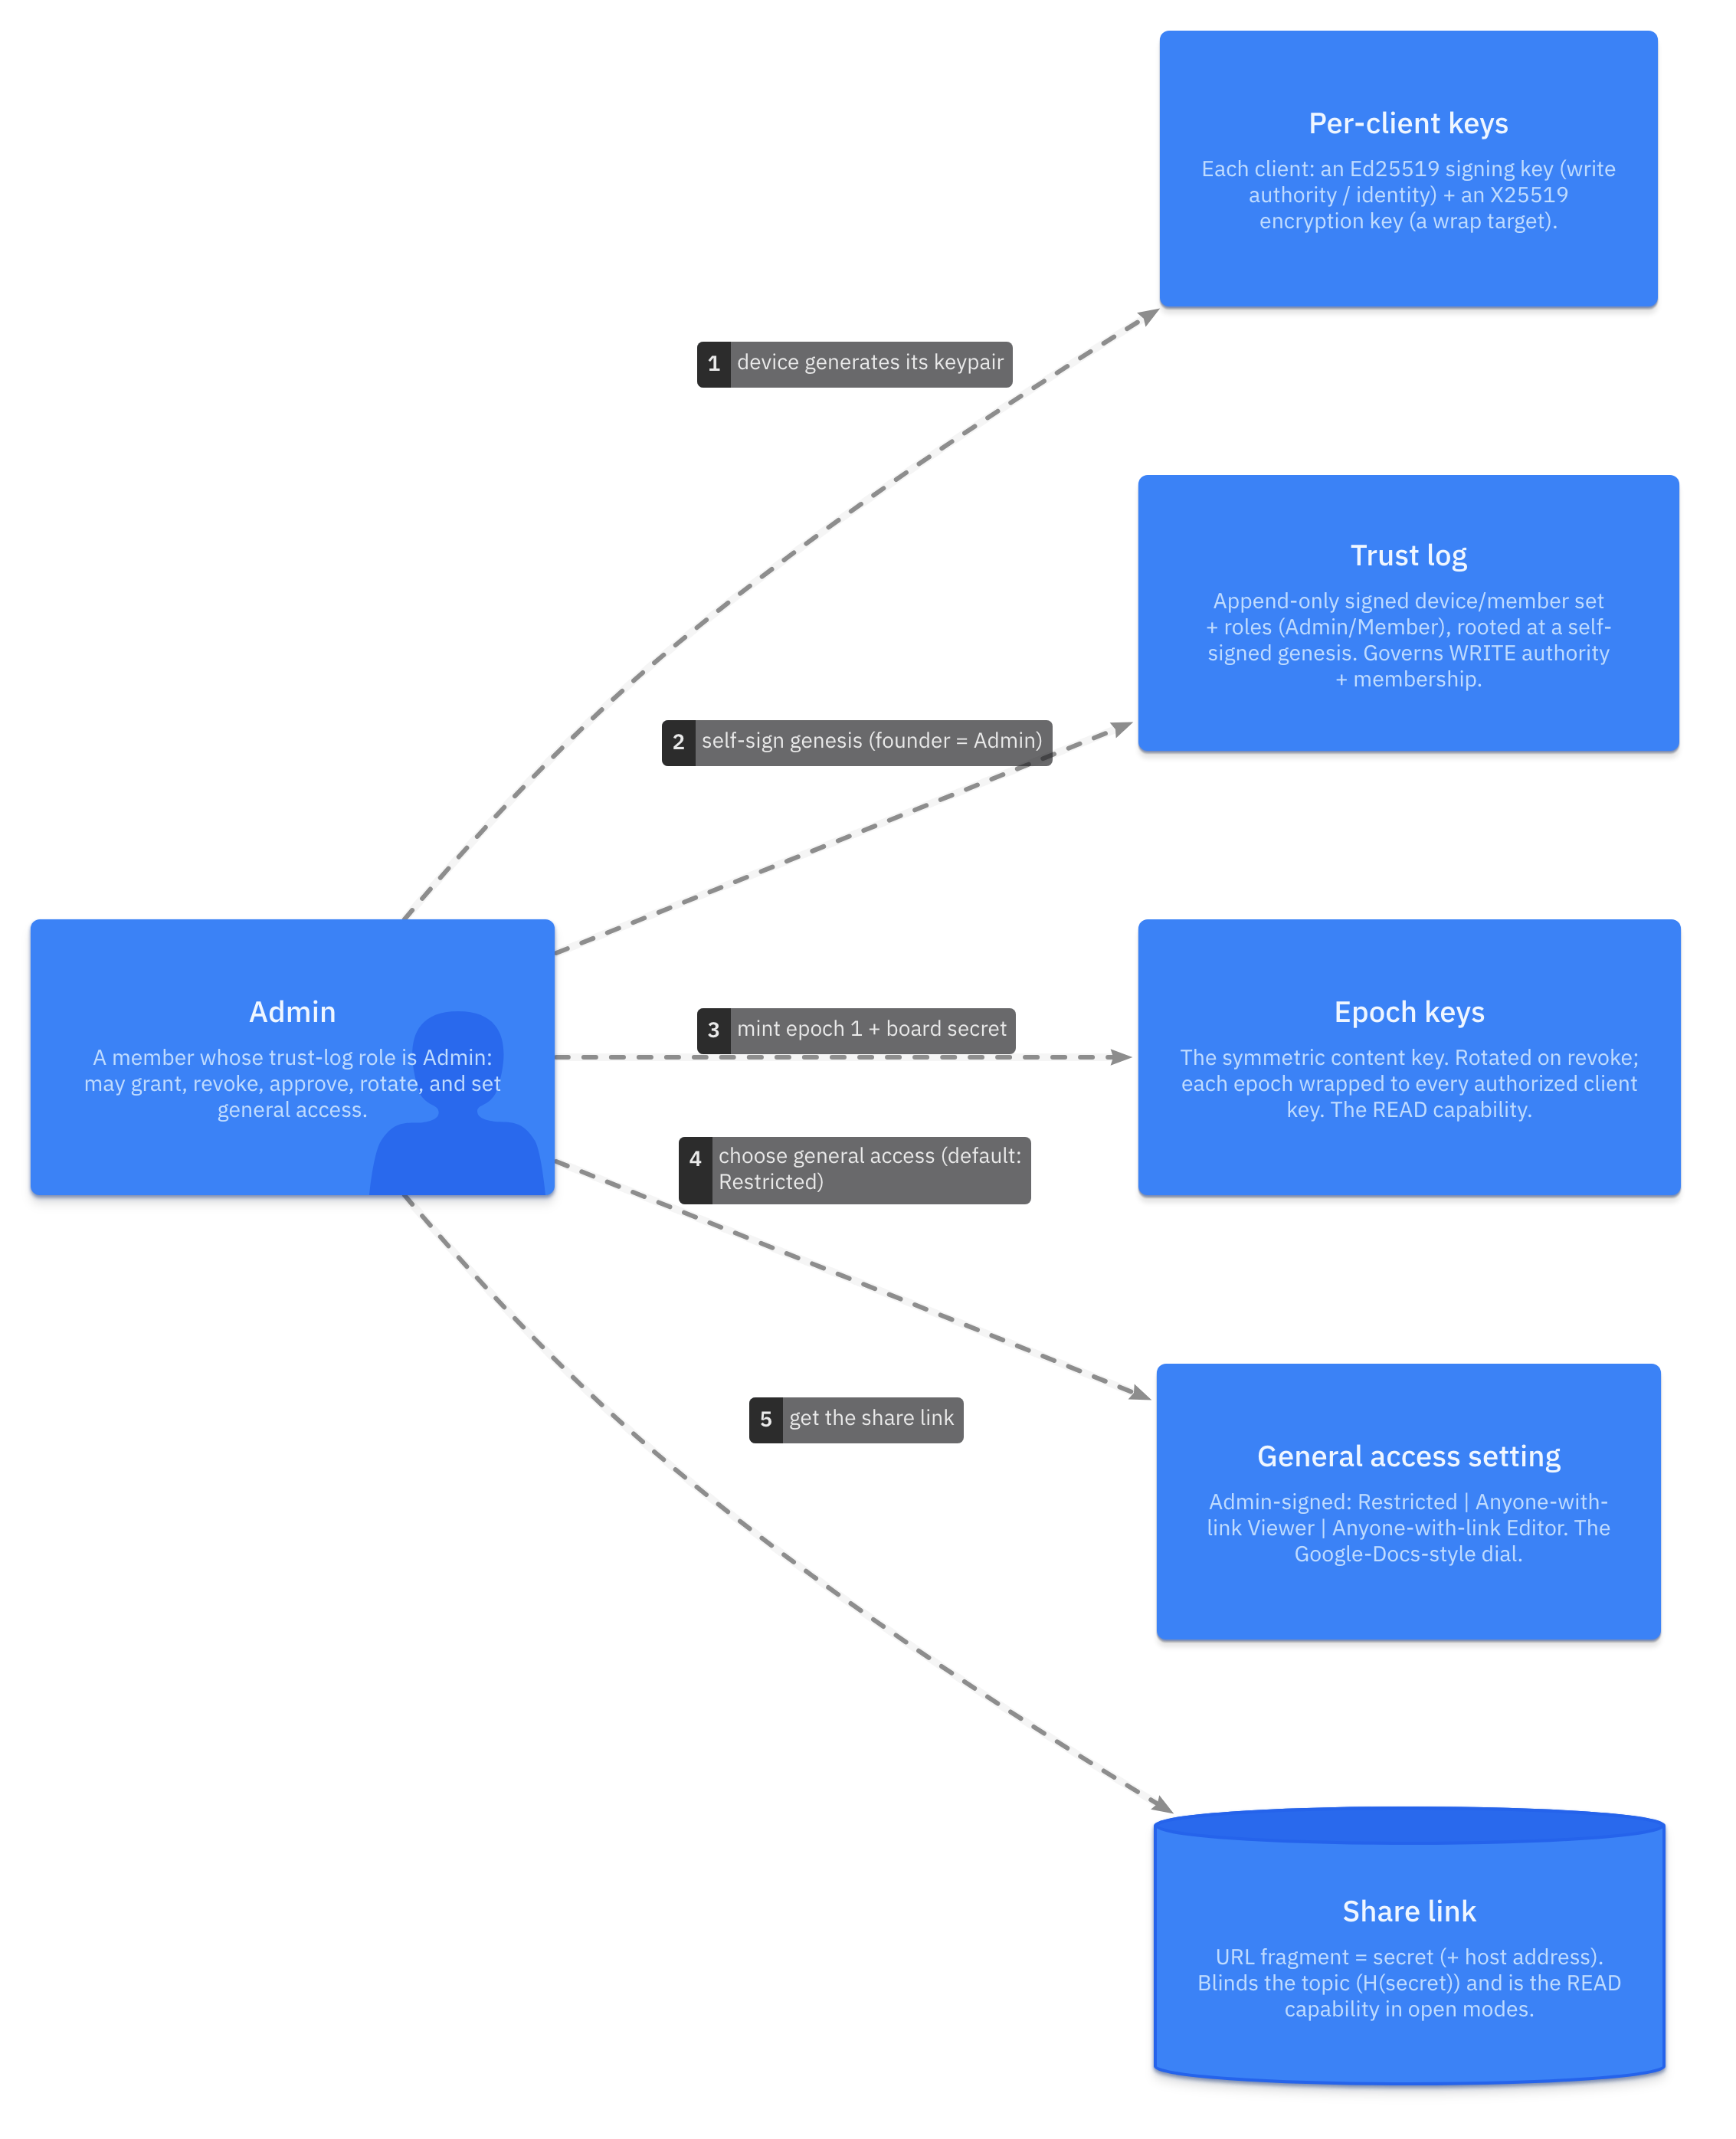 Per-client keys
Each client: an Ed25519 signing key (write
authority / identity) + an X25519
encryption key (a wrap target).
1 device generates its keypair
Trust log
Append-only signed device/member set
+ roles (Admin/Member), rooted at a self-
signed genesis. Governs WRITE authority
+ membership.
2 self-sign genesis (founder = Admin)
Admin
A member whose trust-log role is Admin:
may grant, revoke, approve, rotate, and set
general access.
3 mint epoch 1 + board secret
Epoch keys
The symmetric content key. Rotated on revoke;
each epoch wrapped to every authorized client
key. The READ capability.
4 choose general access (default:
Restricted)
5 get the share link
General access setting
Admin-signed: Restricted | Anyone-with-
link Viewer | Anyone-with-link Editor. The
Google-Docs-style dial.
Share link
URL fragment = secret (+ host address).
Blinds the topic (H(secret)) and is the READ
capability in open modes.